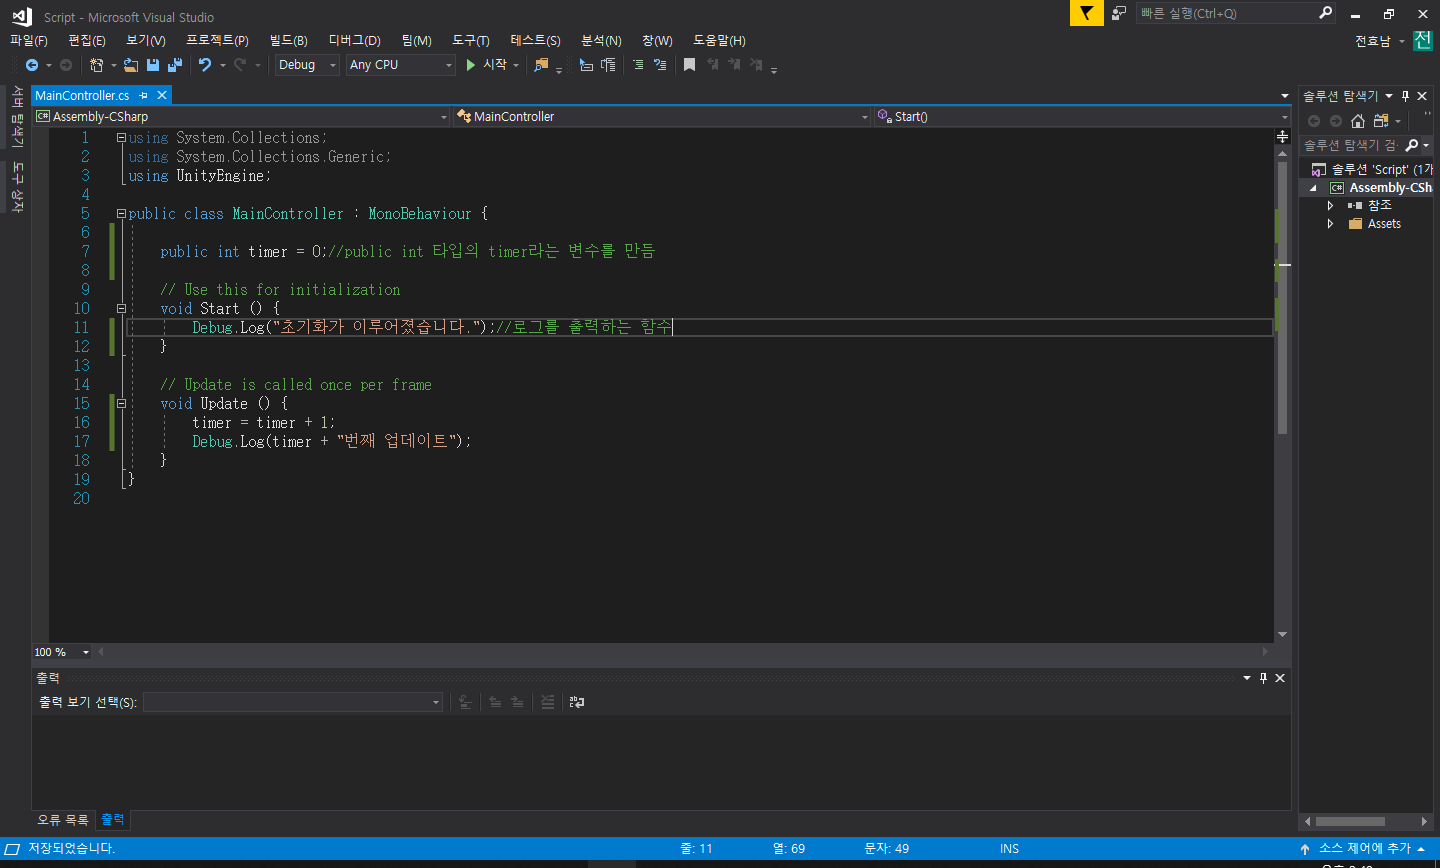 Script - Microsoft Visual Studio
빠른 실행(Ctrl+Q)
파일(F) 편집(E) 보기(V) 프로젝트(P) 빌드(B) 디버그(D) 팀(M) 도구(T) 테스트(S) 분석(N) 창(W) 도움말(H)
전효남 전
Debug Any CPU 시작
서버 탐색기
도구 상자
MainController.cs
Assembly-CSharp MainController Start()
1 using System.Collections;
2 using System.Collections.Generic;
3 using UnityEngine;
4
5 public class MainController : MonoBehaviour {
6
7 public int timer = 0;//public int 타입의 timer라는 변수를 만듬
8
9 // Use this for initialization
10 void Start () {
11 Debug.Log("초기화가 이루어졌습니다.");//로그를 출력하는 함수
12 }
13
14 // Update is called once per frame
15 void Update () {
16 timer = timer + 1;
17 Debug.Log(timer + "번째 업데이트");
18 }
19 }
20
100 %
솔루션 탐색기
솔루션 탐색기 검
솔루션 'Script' (1개
Assembly-CSha
참조
Assets
출력
출력 보기 선택(S):
오류 목록 출력
저장되었습니다. 줄: 11 열: 69 문자: 49 INS 소스 제어에 추가